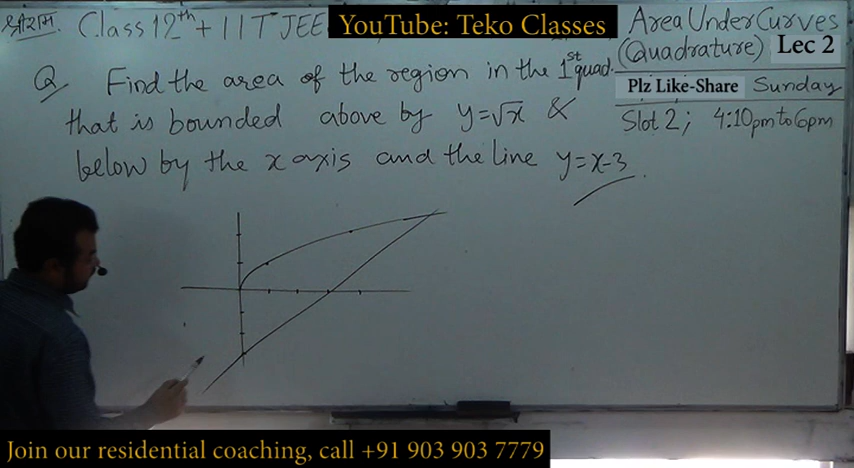 श्रीराम. Class 12th + IIT JEE
YouTube: Teko Classes
Area Under Curves
(Quadrature) Lec 2
Plz Like-Share Sunday
Slot 2; 4:10pm to 6pm
Q Find the area of the region in the 1st quad.
that is bounded above by y=√x &
below by the x axis and the line y=x-3.
Join our residential coaching, call +91 903 903 7779